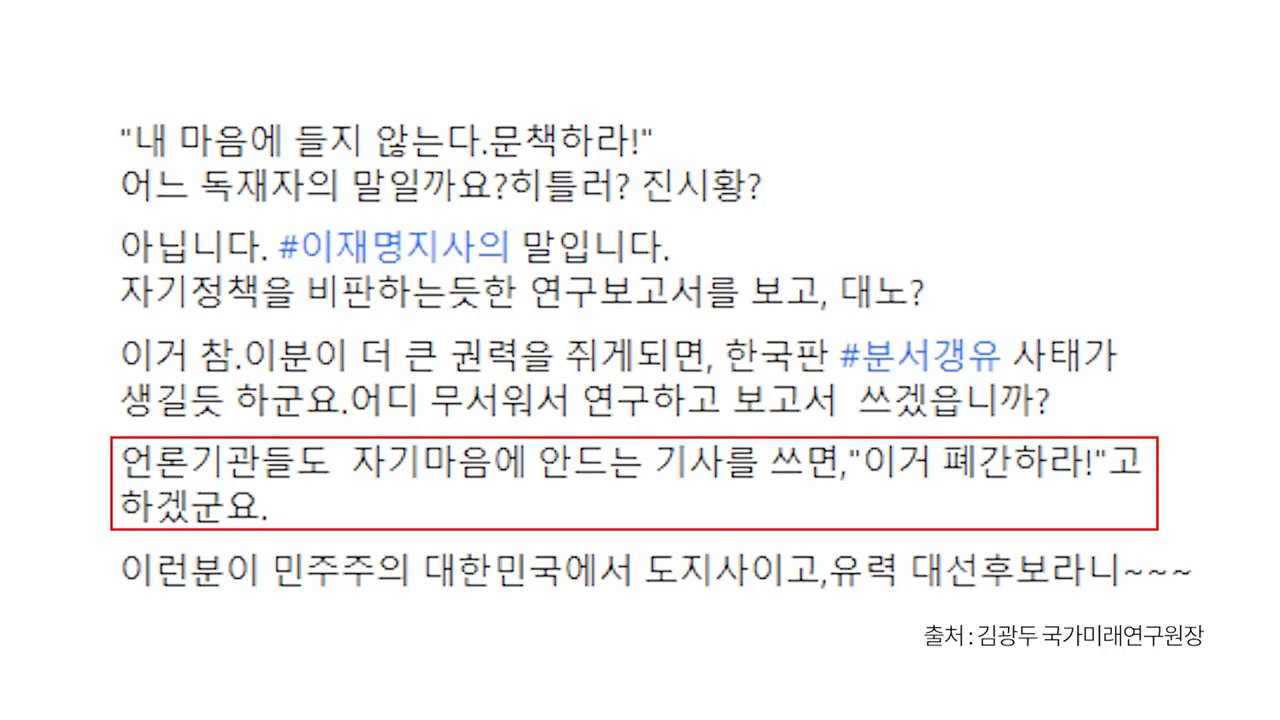 "내 마음에 들지 않는다.문책하라!"
어느 독재자의 말일까요?히틀러? 진시황?
아닙니다. #이재명지사의 말입니다.
자기정책을 비판하는듯한 연구보고서를 보고, 대노?
이거 참.이분이 더 큰 권력을 쥐게되면, 한국판 #분서갱유 사태가
생길듯 하군요.어디 무서워서 연구하고 보고서  쓰겠읍니까?
언론기관들도  자기마음에 안드는 기사를 쓰면,"이거 폐간하라!"고
하겠군요.
이런분이 민주주의 대한민국에서 도지사이고,유력 대선후보라니~~~
출처 : 김광두 국가미래연구원장